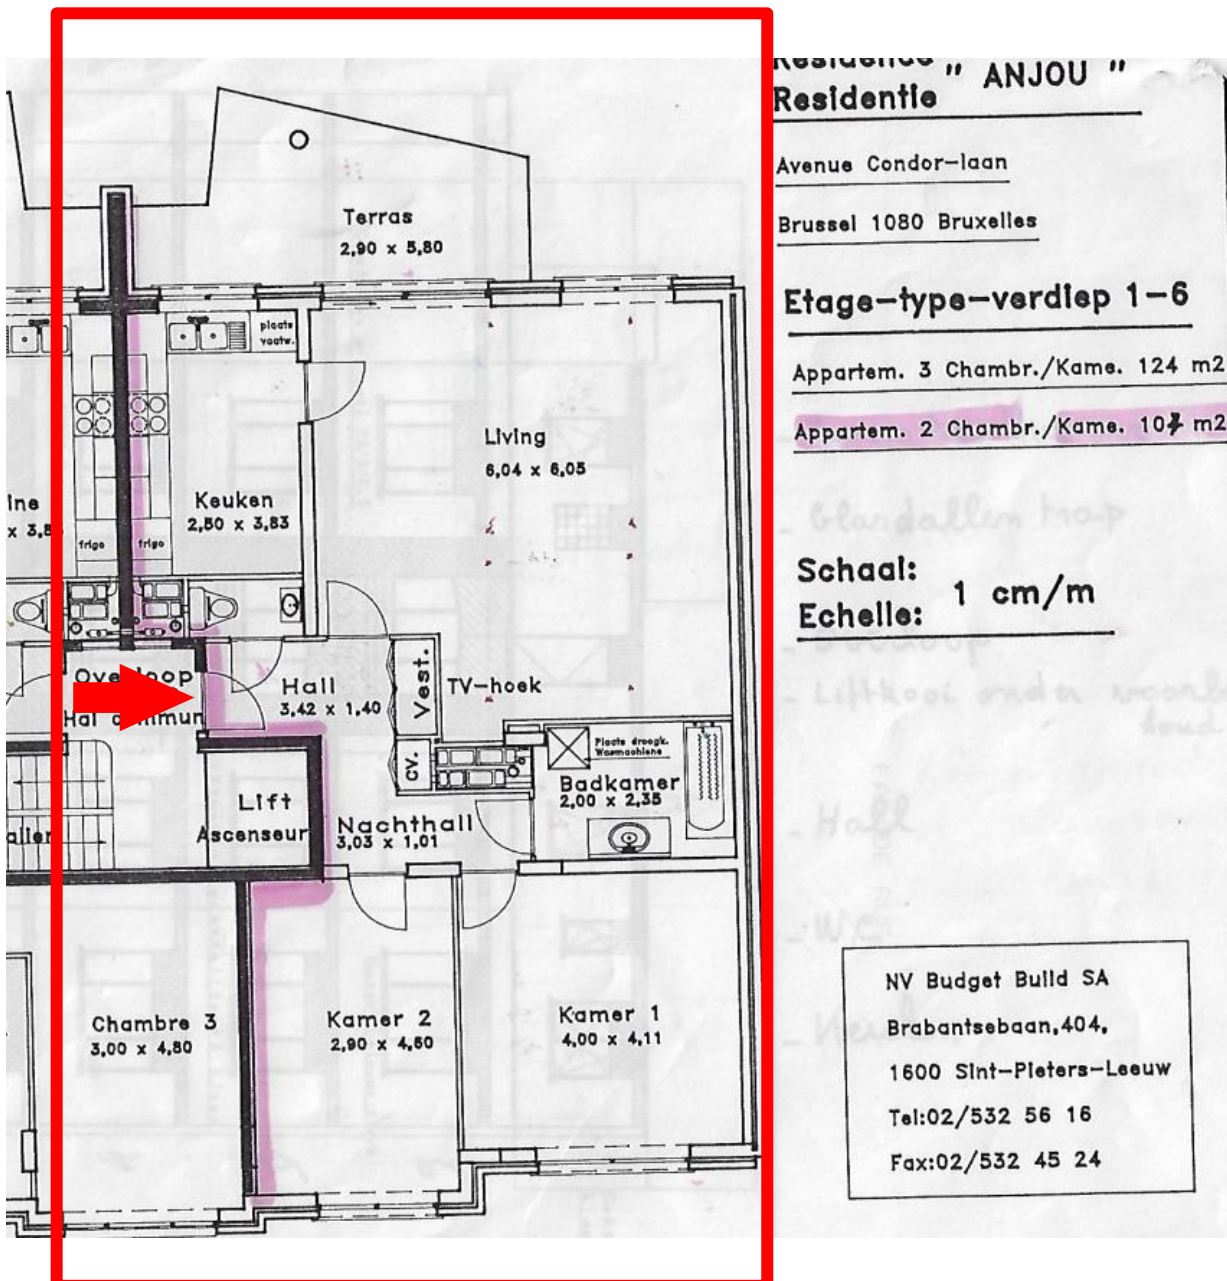 Residentie " ANJOU "
Avenue Condor-laan
Brussel 1080 Bruxelles
Etage-type-verdiep 1-6
Appartem. 3 Chambr./Kame. 124 m2
Appartem. 2 Chambr./Kame. 107 m2
Schaal:
Echelle: 1 cm/m
NV Budget Build SA
Brabantsebaan,404,
1600 Sint-Pieters-Leeuw
Tel:02/532 56 16
Fax:02/532 45 24
Terras
2,90 x 5,80
plaats
vaatw.
Living
6,04 x 6,05
Keuken
2,50 x 3,83
ine
x 3,8
frigo
frigo
Hall
3,42 x 1,40
Vest.
TV-hoek
cv.
Plaats droogk.
Wasmachiene
Badkamer
2,00 x 2,35
Lift
Ascenseur
Nachthall
3,03 x 1,01
Chambre 3
3,00 x 4,80
Kamer 2
2,90 x 4,60
Kamer 1
4,00 x 4,11
Hall
W.C